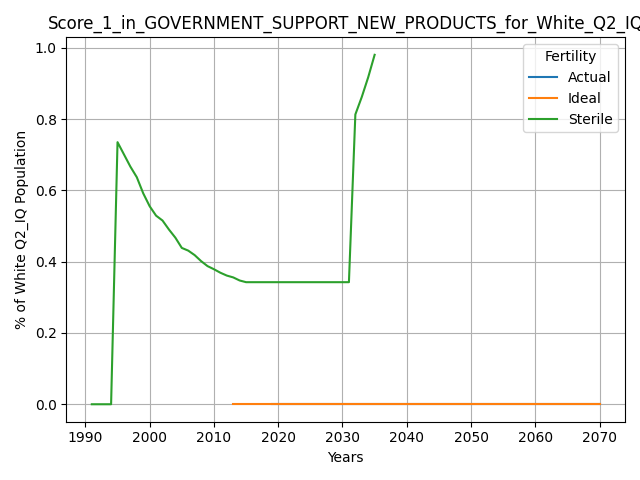 Score_1_in_GOVERNMENT_SUPPORT_NEW_PRODUCTS_for_White_Q2_IQ
1.0
0.8
0.6
0.4
0.2
0.0
% of White Q2_IQ Population
Fertility
Actual
Ideal
Sterile
1990 2000 2010 2020 2030 2040 2050 2060 2070
Years